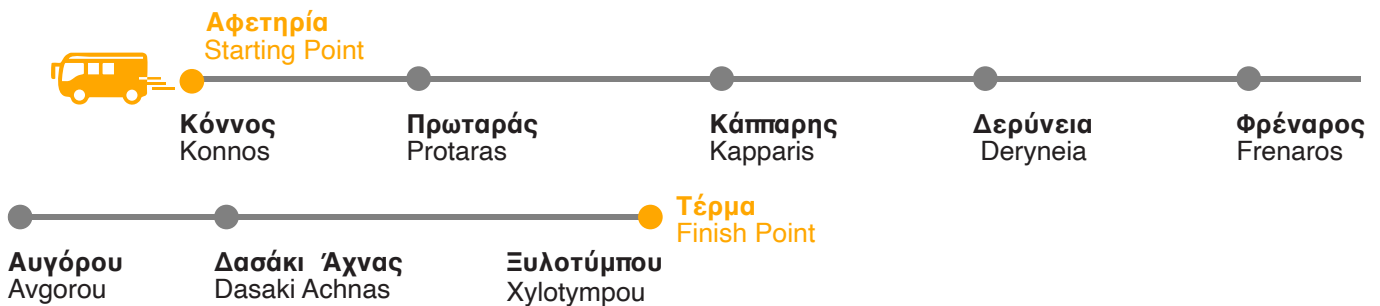 Αφετηρία
Starting Point
Κόννος
Konnos
Πρωταράς
Protaras
Κάππαρης
Kapparis
Δερύνεια
Deryneia
Φρέναρος
Frenaros
Τέρμα
Finish Point
Αυγόρου
Avgorou
Δασάκι Άχνας
Dasaki Achnas
Ξυλοτύμπου
Xylotympou